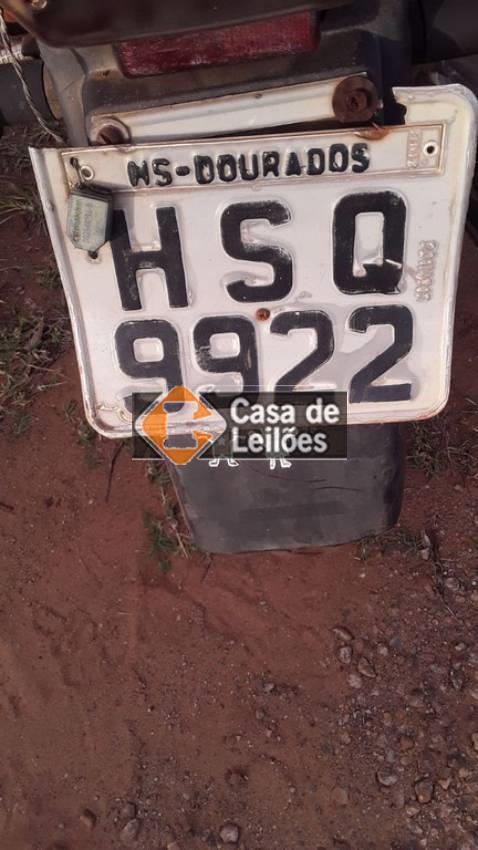 MS-DOURADOS
HSQ
9922
Casa de
Leilões